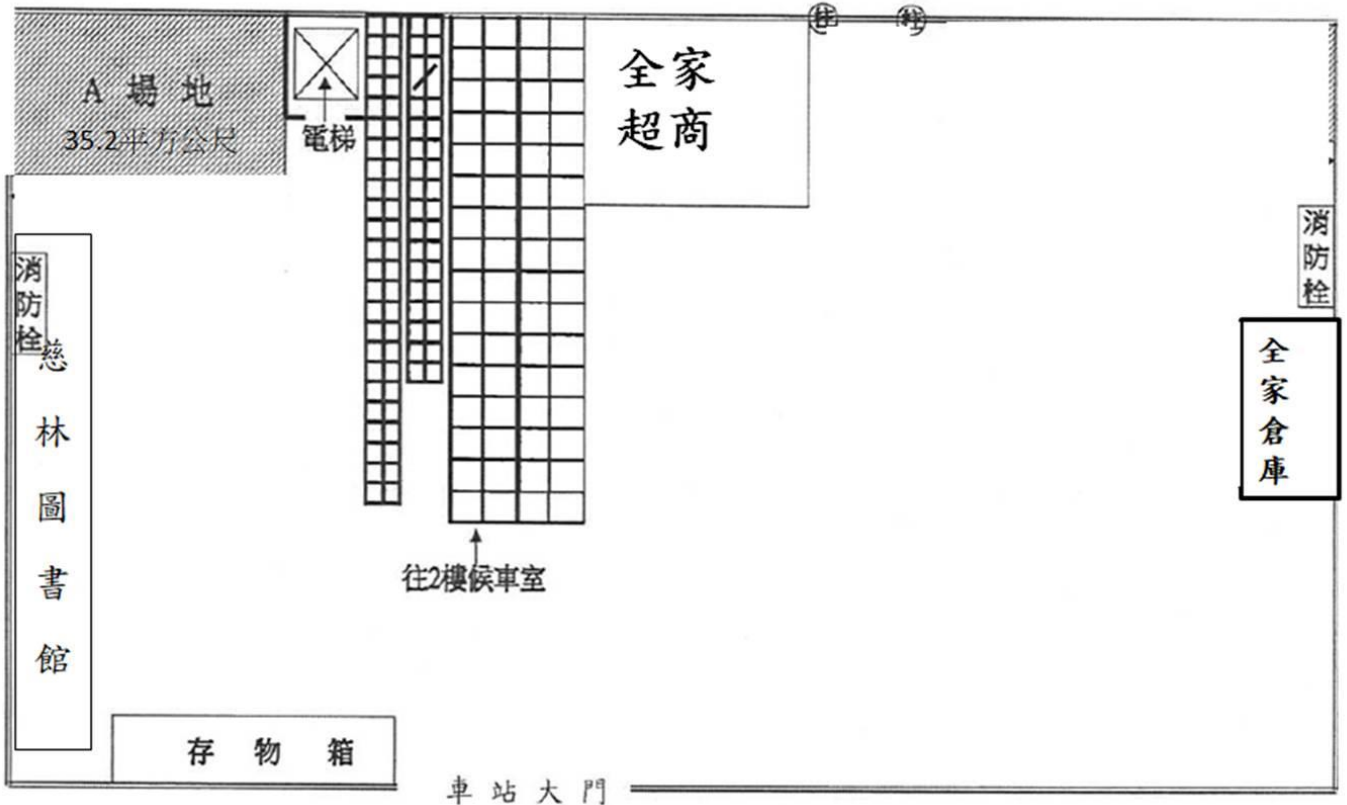 柱 柱
全家
超商
A 場 地
35.2平方公尺
電梯
消防栓
消防栓
慈林圖書館
全家倉庫
往2樓候車室
存 物 箱
車 站 大 門